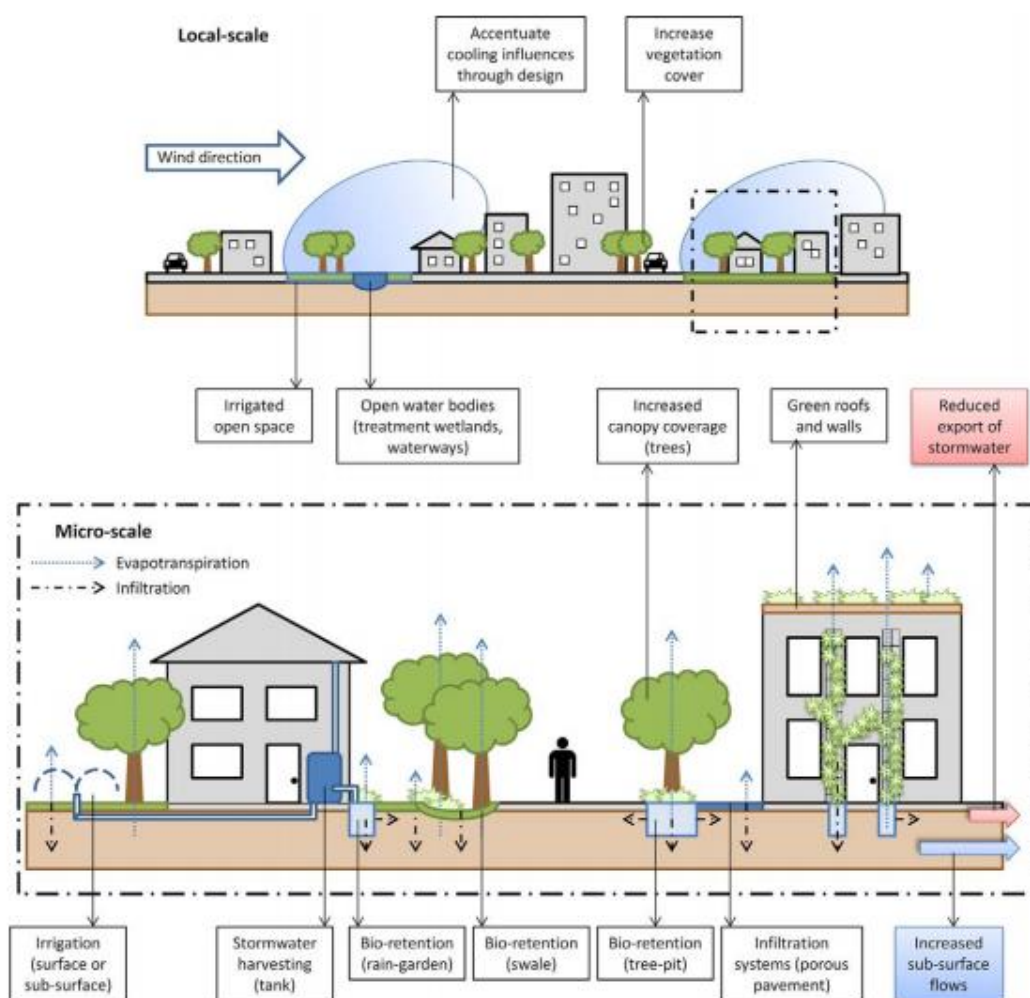 Local-scale
Accentuate
cooling influences
through design
Increase
vegetation
cover
Wind direction
Irrigated
open space
Open water bodies
(treatment wetlands,
waterways)
Increased
canopy coverage
(trees)
Green roofs
and walls
Reduced
export of
stormwater
Micro-scale
Evapotranspiration
Infiltration
Irrigation
(surface or
sub-surface)
Stormwater
harvesting
(tank)
Bio-retention
(rain-garden)
Bio-retention
(swale)
Bio-retention
(tree-pit)
Infiltration
systems (porous
pavement)
Increased
sub-surface
flows